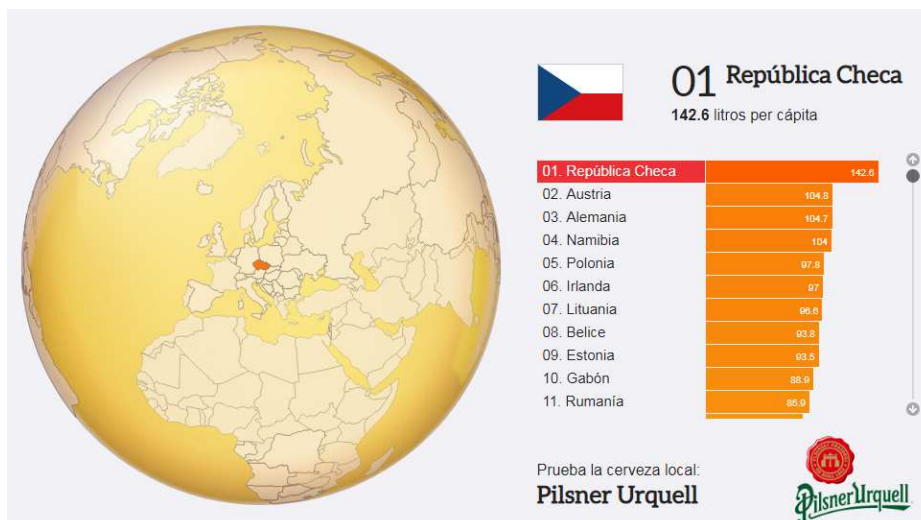 01 República Checa
142.6 litros per cápita
01. República Checa 142.6
02. Austria 104.8
03. Alemania 104.7
04. Namibia 104
05. Polonia 97.8
06. Irlanda 97
07. Lituania 96.6
08. Belice 93.8
09. Estonia 93.5
10. Gabón 88.9
11. Rumanía 85.9
Prueba la cerveza local:
Pilsner Urquell
Pilsner Urquell